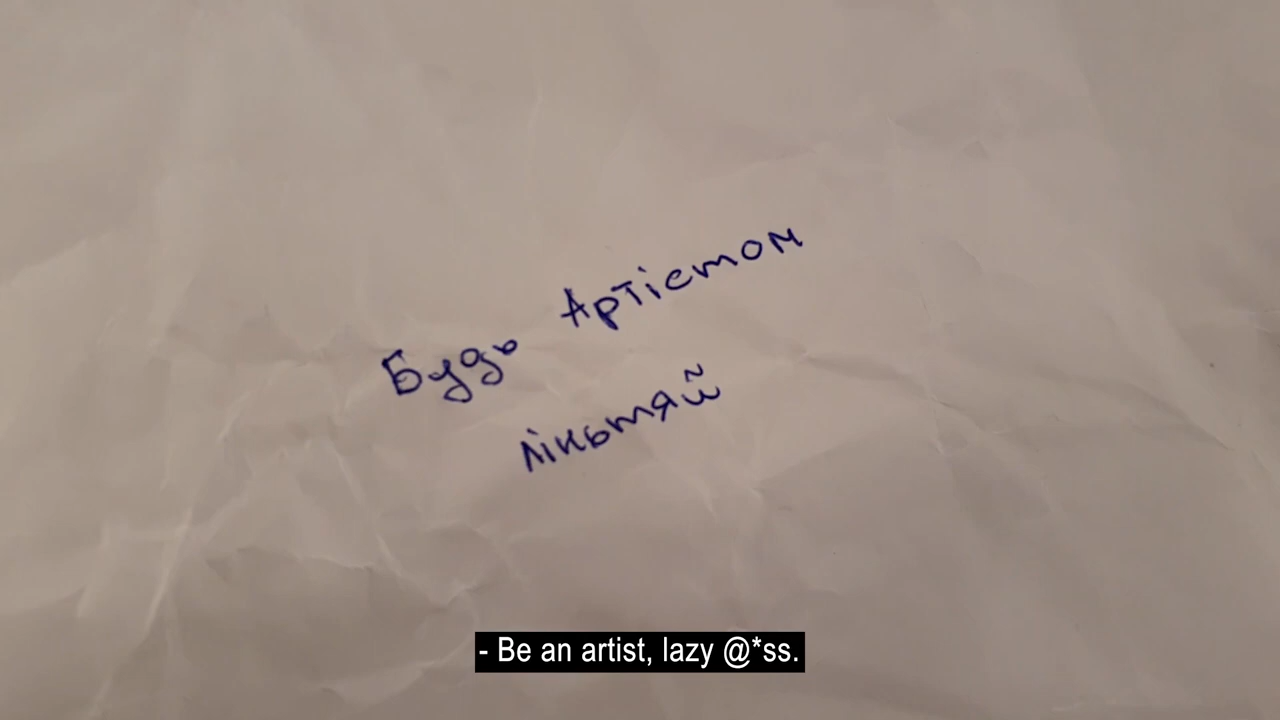 Будь Артістом
ліньтяй
- Be an artist, lazy @*ss.